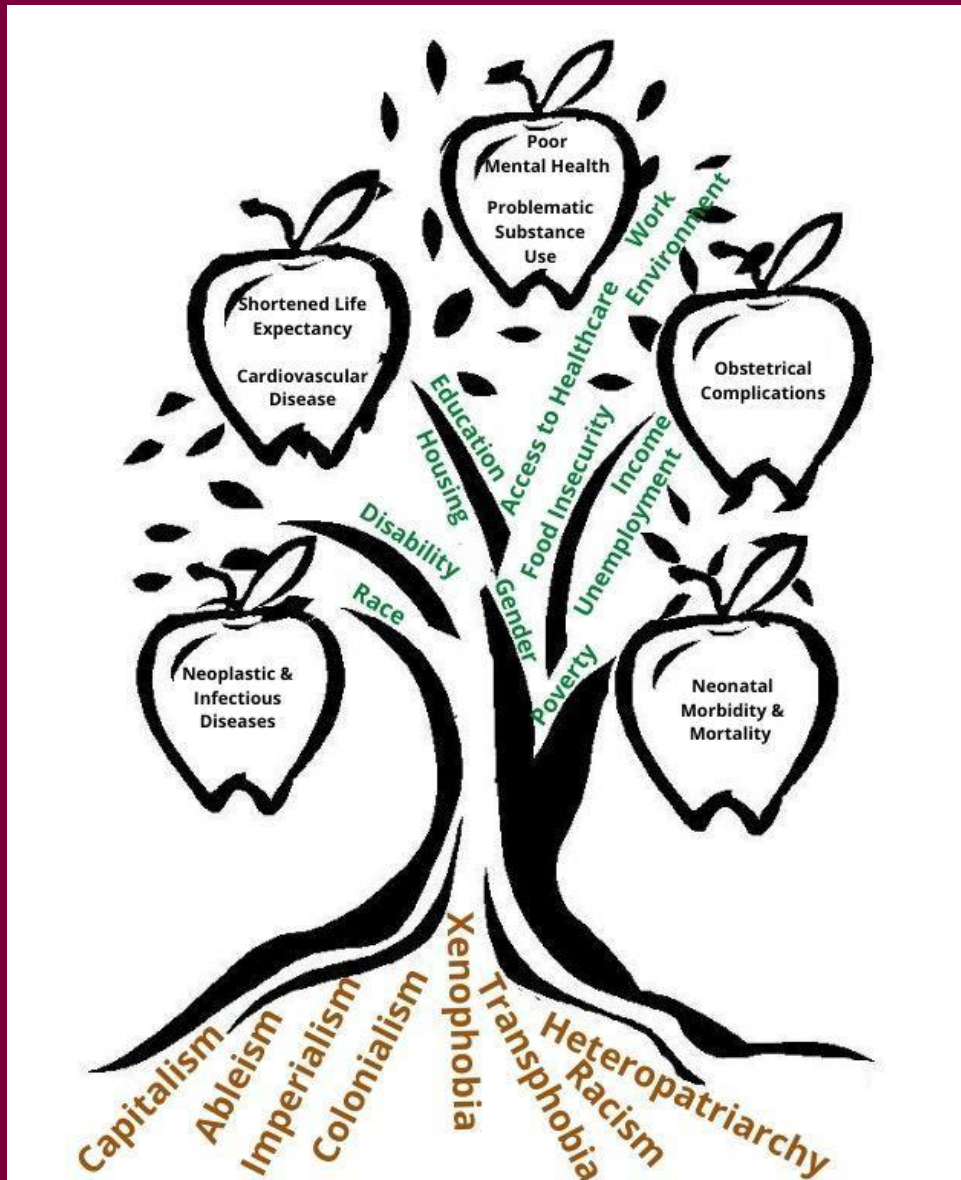 Poor
Mental Health
Problematic
Substance
Use
Work
Environment
Shortened Life
Expectancy
Cardiovascular
Disease
Obstetrical
Complications
Education
Housing
Access to Healthcare
Food Insecurity
Income
Unemployment
Disability
Race
Gender
Poverty
Neoplastic &
Infectious
Diseases
Neonatal
Morbidity &
Mortality
Capitalism
Ableism
Imperialism
Colonialism
Xenophobia
Transphobia
Racism
Heteropatriarchy